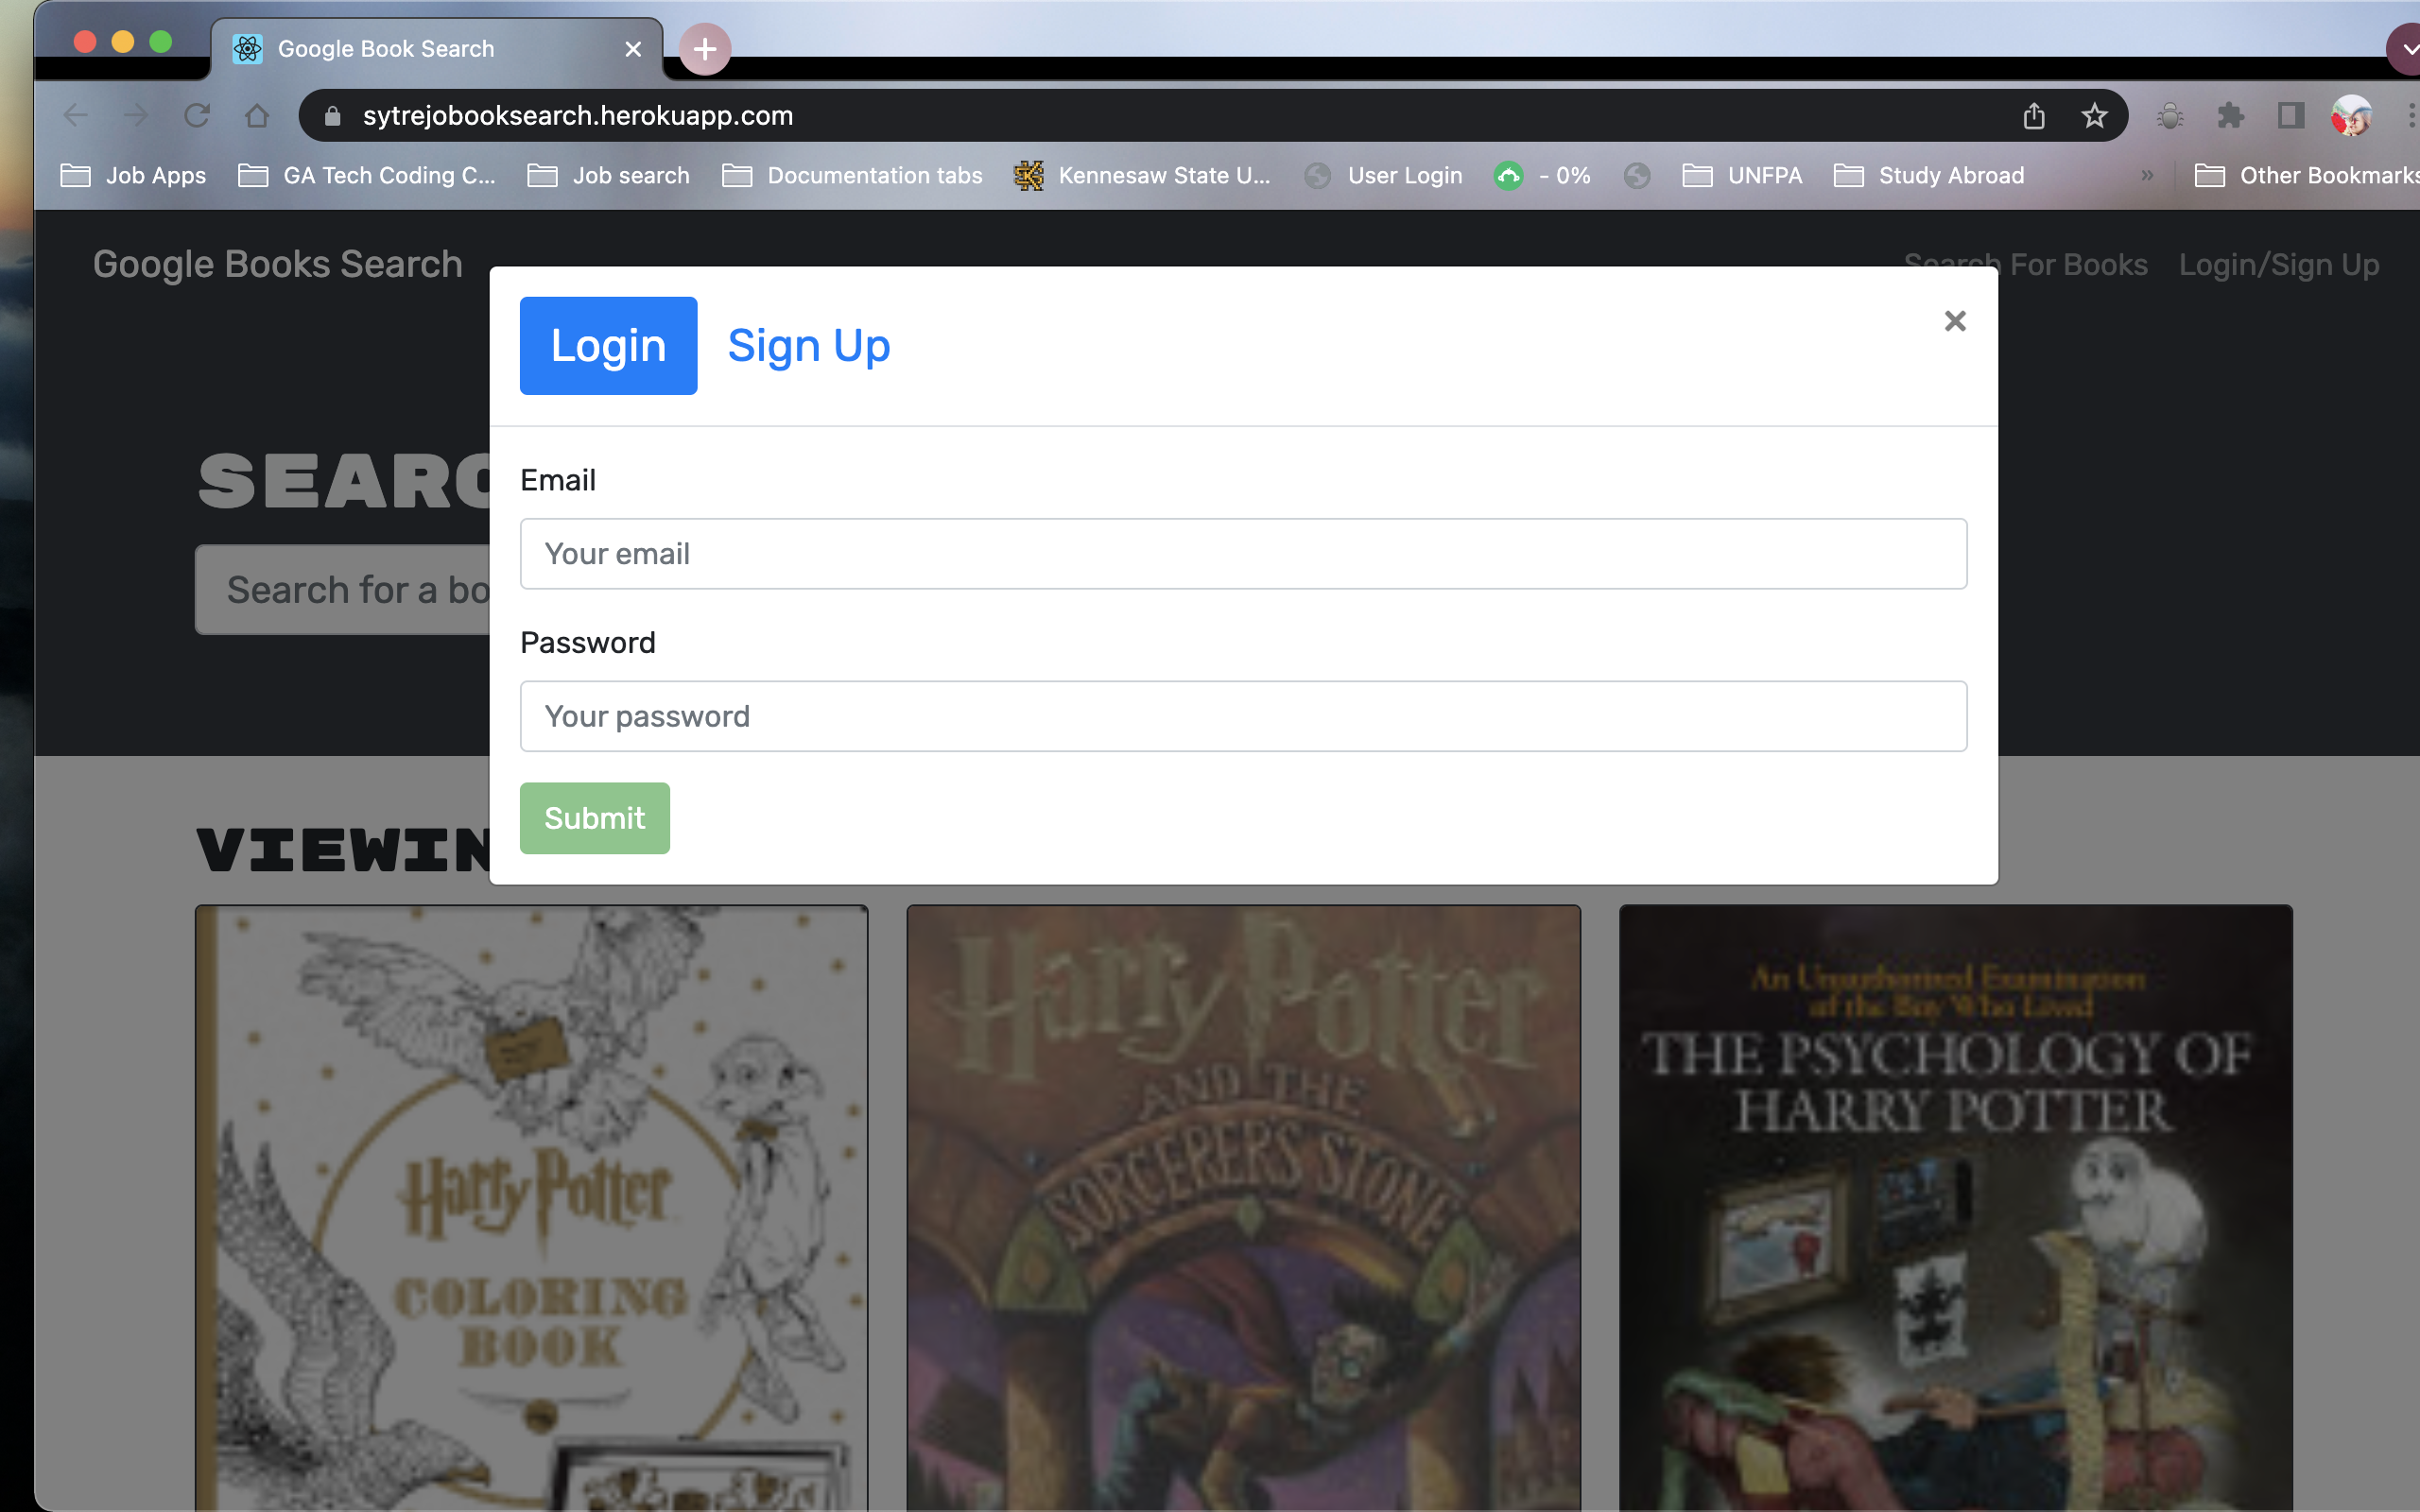 Google Book Search
sytrejobooksearch.herokuapp.com
Job Apps
GA Tech Coding C...
Job search
Documentation tabs
Kennesaw State U...
User Login
- 0%
UNFPA
Study Abroad
»
Other Bookmarks
Google Books Search
Search For Books
Login/Sign Up
Login
Sign Up
SEARC
Email
Your email
Search for a bo
Password
Your password
Submit
VIEWIN
Harry Potter
COLORING
BOOK
Harry Potter
AND THE
SORCERERS STONE
An Unauthorized Examination
of the Boy Who Lived
THE PSYCHOLOGY OF
HARRY POTTER